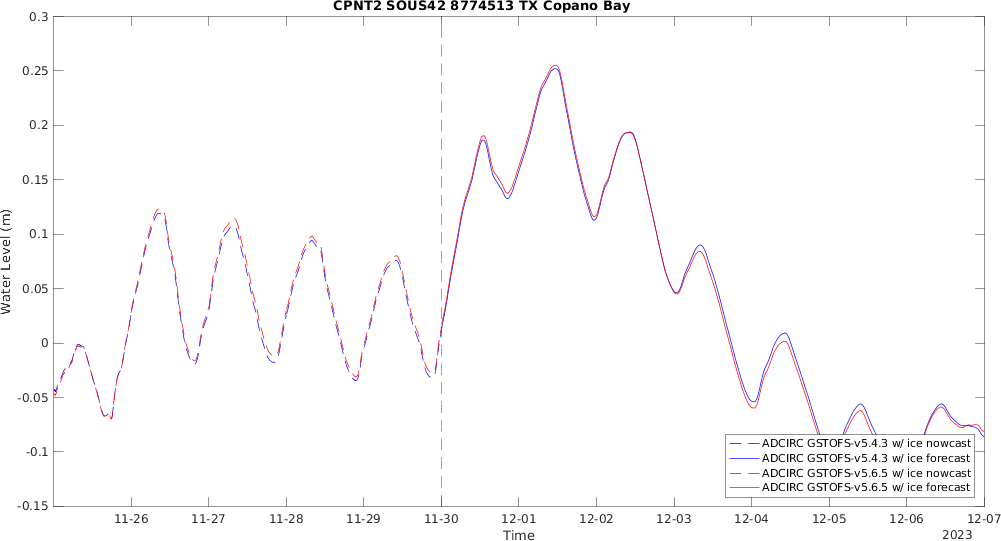 CPNT2 SOUS42 8774513 TX Copano Bay
0.3
0.25
0.2
0.15
0.1
0.05
0
-0.05
-0.1
-0.15
Water Level (m)
ADCIRC GSTOFS-v5.4.3 w/ ice nowcast
ADCIRC GSTOFS-v5.4.3 w/ ice forecast
ADCIRC GSTOFS-v5.6.5 w/ ice nowcast
ADCIRC GSTOFS-v5.6.5 w/ ice forecast
11-26 11-27 11-28 11-29 11-30 12-01 12-02 12-03 12-04 12-05 12-06 12-07
Time
2023